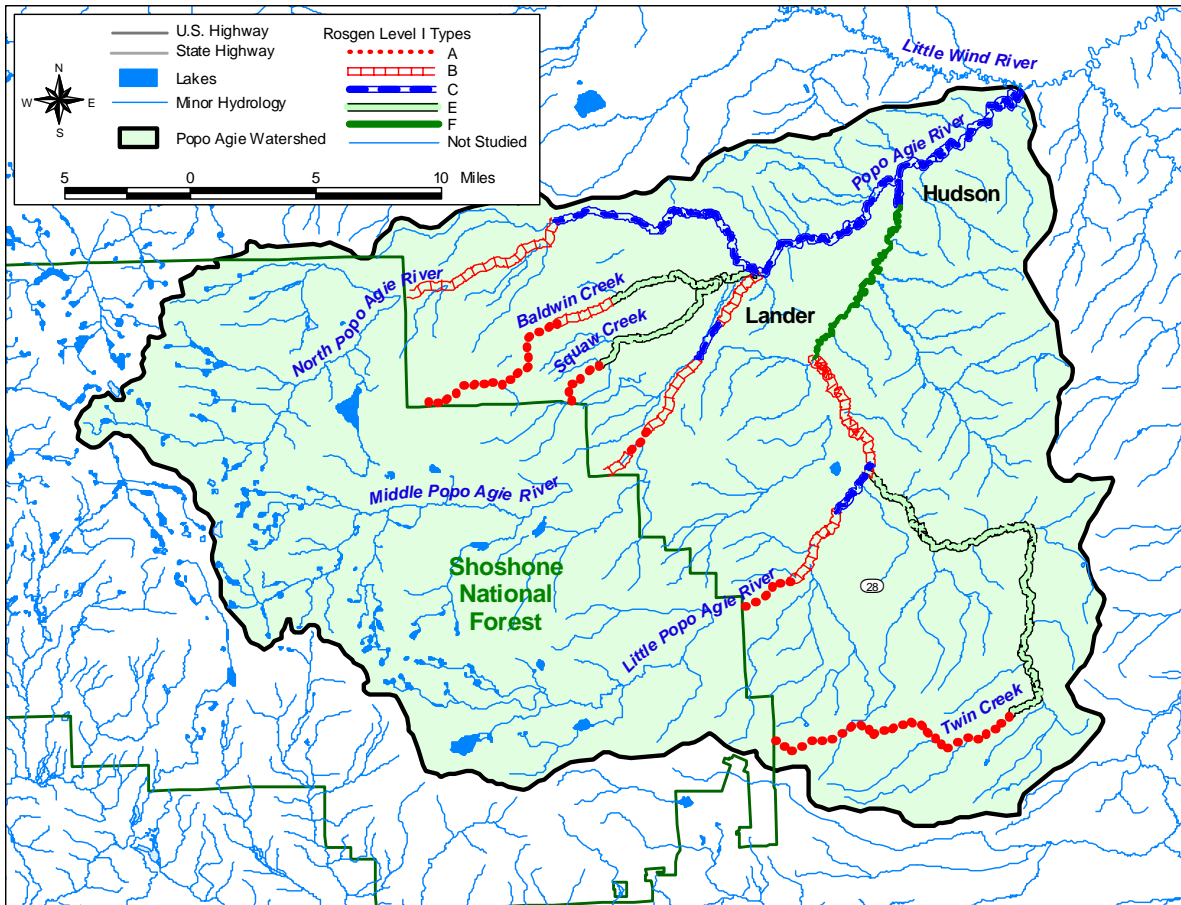 U.S. Highway
State Highway
Lakes
Minor Hydrology
Popo Agie Watershed
Rosgen Level I Types
A
B
C
E
F
Not Studied
N
W E
S
5 0 5 10 Miles
Little Wind River
Popo Agie River
Hudson
North Popo Agie River
Baldwin Creek
Squaw Creek
Lander
Middle Popo Agie River
Shoshone
National
Forest
Little Popo Agie River
28
Twin Creek